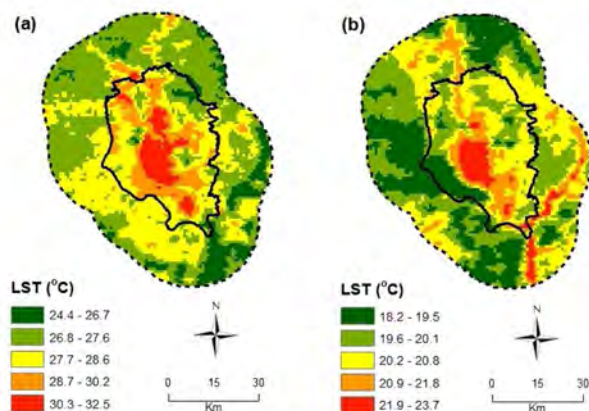 (a)
(b)
LST (°C)
24.4 - 26.7
26.8 - 27.6
27.7 - 28.6
28.7 - 30.2
30.3 - 32.5
N
0 15 30
Km
LST (°C)
18.2 - 19.5
19.6 - 20.1
20.2 - 20.8
20.9 - 21.8
21.9 - 23.7
N
0 15 30
Km